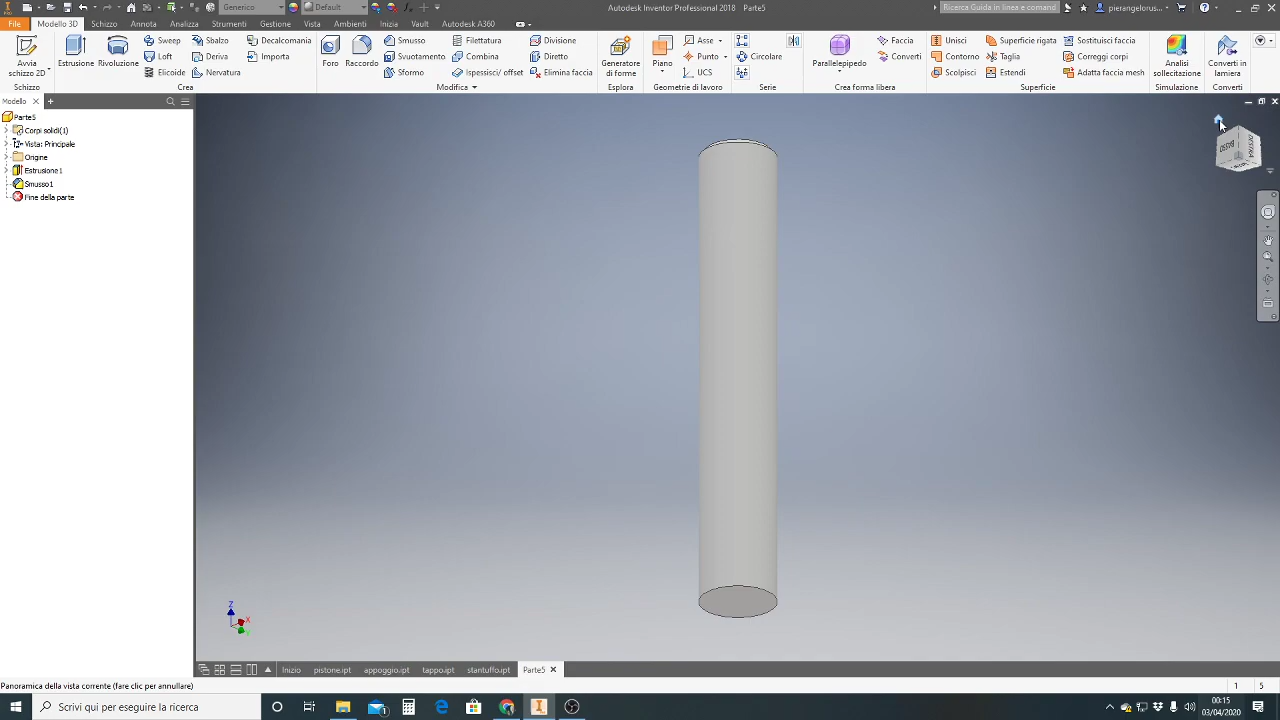 Generico Default Autodesk Inventor Professional 2018 Parte5 Ricerca Guida in linea e comand pierangelorus...
File Modello 3D Schizzo Annota Analizza Strumenti Gestione Vista Ambienti Inizia Vault Autodesk A360
Avvia schizzo 2D Estrusione Rivoluzione Sweep Sbalzo Decalcomania Foro Raccordo Smusso Filettatura Divisione Generatore di forme Piano Asse Parallelepipedo Faccia Unisci Superficie rigata Sostituisci faccia Analisi sollecitazione Converti in lamiera
Loft Deriva Importa Svuotamento Combina Diretto Punto Circolare Converti Contorno Taglia Correggi corpi
Elicoide Nervatura Sformo Ispessisci/ offset Elimina faccia UCS Scolpisci Estendi Adatta faccia mesh
Schizzo Crea Modifica Esplora Geometrie di lavoro Serie Crea forma libera Superficie Simulazione Converti
Modello
Parte5
Corpi solidi(1)
Vista: Principale
Origine
Estrusione1
Smusso1
Fine della parte
BASSO
Z
X
Y
Inizio pistone.ipt appoggio.ipt tappo.ipt stantuffo.ipt Parte5
Panoramica della vista corrente (fare clic per annullare) 1 5
Scrivi qui per eseguire la ricerca 1 00:15
03/04/2020